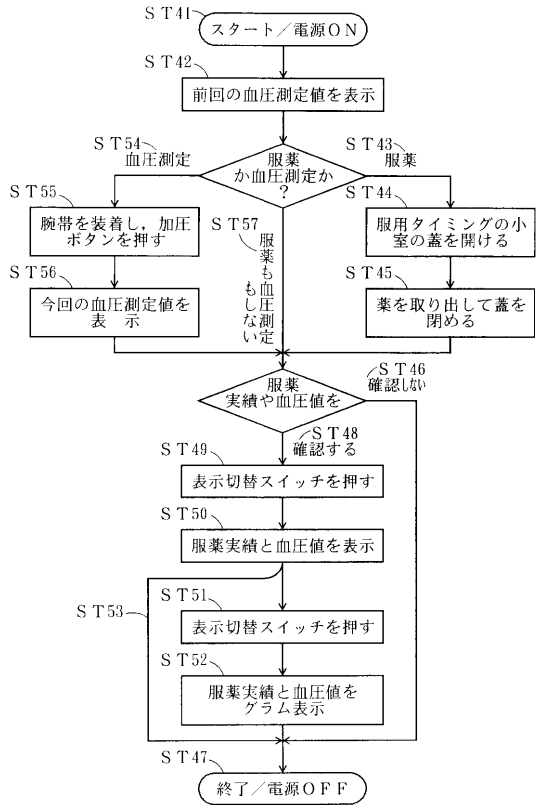 ST41
スタート／電源ON
ST42
前回の血圧測定値を表示
ST54
血圧測定
服薬
か血圧測定か
？
ST43
服薬
ST55
腕帯を装着し，加圧
ボタンを押す
ST57
服薬も血圧測定
もしない
ST44
服用タイミングの小
室の蓋を開ける
ST56
今回の血圧測定値を
表　示
ST45
薬を取り出して蓋を
閉める
服薬
実績や血圧値を
ST46
確認しない
ST48
確認する
ST49
表示切替スイッチを押す
ST50
服薬実績と血圧値を表示
ST53
ST51
表示切替スイッチを押す
ST52
服薬実績と血圧値を
グラム表示
ST47
終了／電源OFF